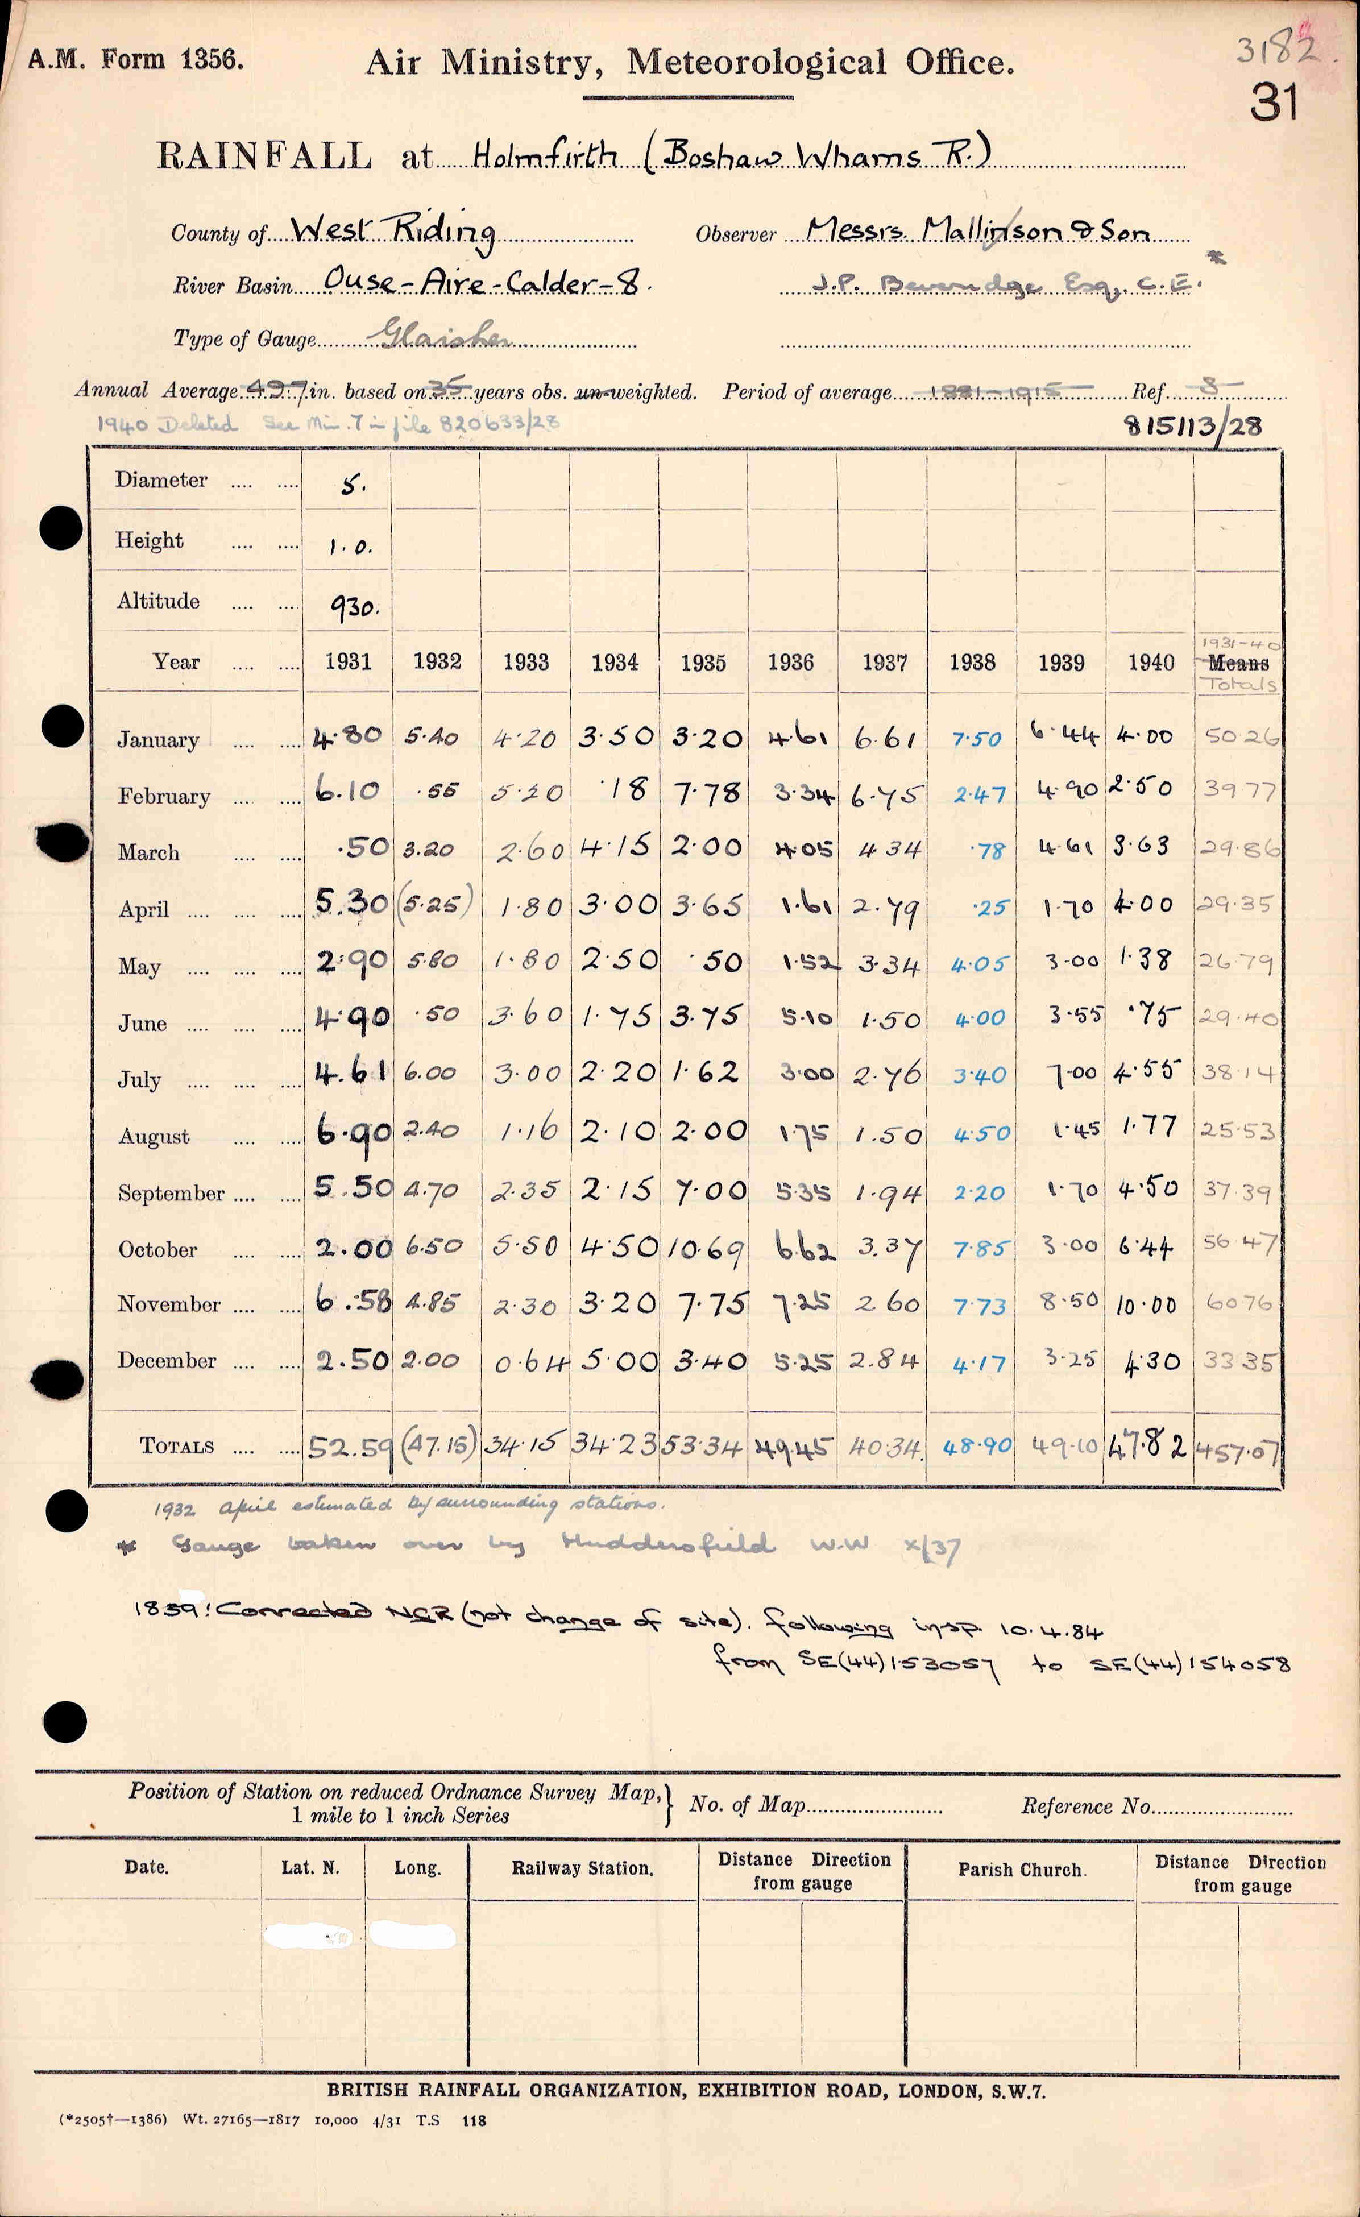 A.M. Form 1356.
Air Ministry, Meteorological Office.
3182.
31
RAINFALL at Holmfirth (Boshaw Whams R.)
County of West Riding Observer Messrs. Mallinson & Son
River Basin Ouse-Aire-Calder-8. J.P. Beveridge Esq, C.E. *
Type of Gauge Glaisher
Annual Average 49.7 in. based on 35 years obs. un-weighted. Period of average 1881-1915 Ref. 8
1940 Deleted See Min. 7 in file 820633/28 815113/28
Diameter .... .... 5.
Height .... .... 1.0.
Altitude .... .... 930.
1931-40
Year .... .... 1931 1932 1933 1934 1935 1936 1937 1938 1939 1940 Means
Totals
January .... .... 4.80 5.40 4.20 3.50 3.20 4.61 6.61 7.50 6.44 4.00 50.26
February .... .... 6.10 .55 5.20 .18 7.78 3.34 6.75 2.47 4.90 2.50 39.77
March .... .... .50 3.20 2.60 4.15 2.00 4.05 4.34 .78 4.61 3.63 29.86
April .... .... .... 5.30 (5.25) 1.80 3.00 3.65 1.61 2.79 .25 1.70 4.00 29.35
May .... .... .... 2.90 5.80 1.80 2.50 .50 1.52 3.34 4.05 3.00 1.38 26.79
June .... .... .... 4.90 .50 3.60 1.75 3.75 5.10 1.50 4.00 3.55 .75 29.40
July .... .... .... 4.61 6.00 3.00 2.20 1.62 3.00 2.76 3.40 7.00 4.55 38.14
August .... .... 6.90 2.40 1.16 2.10 2.00 1.75 1.50 4.50 1.45 1.77 25.53
September .... .... 5.50 4.70 2.35 2.15 7.00 5.35 1.94 2.20 1.70 4.50 37.39
October .... .... 2.00 6.50 5.50 4.50 10.69 6.62 3.37 7.85 3.00 6.44 56.47
November .... .... 6.58 4.85 2.30 3.20 7.75 7.25 2.60 7.73 8.50 10.00 60.76
December .... .... 2.50 2.00 0.64 5.00 3.40 5.25 2.84 4.17 3.25 4.30 33.35
TOTALS .... .... 52.59 (47.15) 34.15 34.23 53.34 49.45 40.34 48.90 49.10 47.82 457.07
1932 April estimated by surrounding stations.
* Gauge taken over by Huddersfield W.W X/37
1859: Corrected NGR (not change of site). following insp. 10.4.84
from SE(44)153057 to SE(44)154058
Position of Station on reduced Ordnance Survey Map, } No. of Map Reference No.
1 mile to 1 inch Series
Date. Lat. N. Long. Railway Station. Distance Direction from gauge Parish Church. Distance Direction from gauge
BRITISH RAINFALL ORGANIZATION, EXHIBITION ROAD, LONDON, S.W.7.
(*2505†—1386) Wt. 27165—1817 10,000 4/31 T.S 118